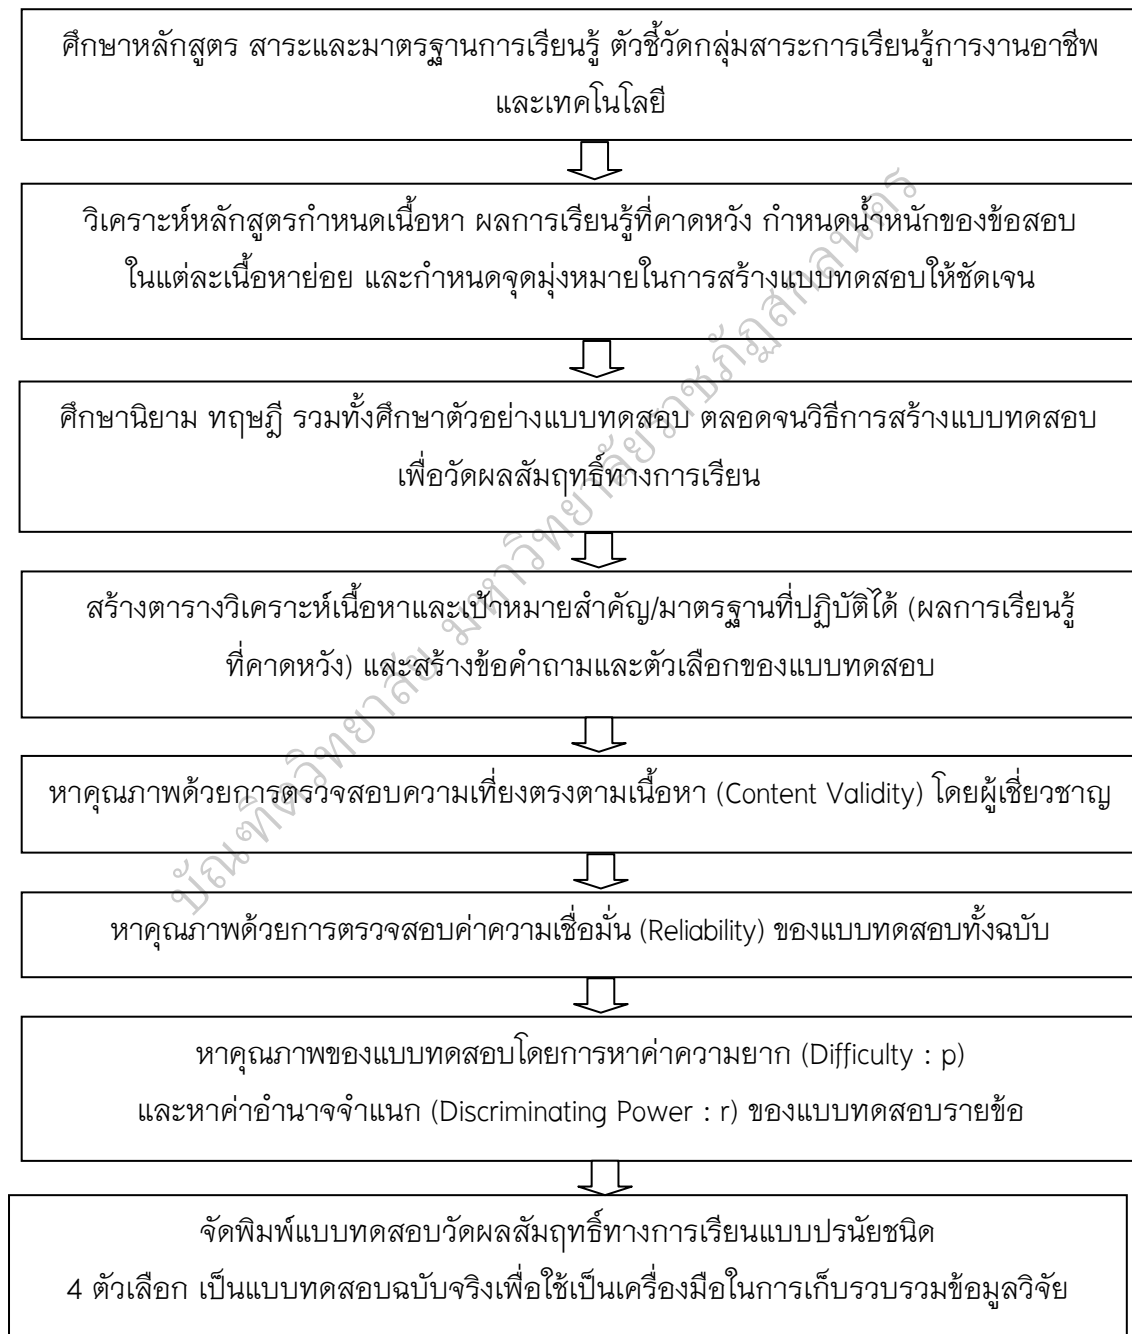 ศึกษาหลักสูตร สาระและมาตรฐานการเรียนรู้ ตัวชี้วัดกลุ่มสาระการเรียนรู้การงานอาชีพ
และเทคโนโลยี
วิเคราะห์หลักสูตรกำหนดเนื้อหา ผลการเรียนรู้ที่คาดหวัง กำหนดน้ำหนักของข้อสอบ
ในแต่ละเนื้อหาย่อย และกำหนดจุดมุ่งหมายในการสร้างแบบทดสอบให้ชัดเจน
ศึกษานิยาม ทฤษฎี รวมทั้งศึกษาตัวอย่างแบบทดสอบ ตลอดจนวิธีการสร้างแบบทดสอบ
เพื่อวัดผลสัมฤทธิ์ทางการเรียน
สร้างตารางวิเคราะห์เนื้อหาและเป้าหมายสำคัญ/มาตรฐานที่ปฏิบัติได้ (ผลการเรียนรู้
ที่คาดหวัง) และสร้างข้อคำถามและตัวเลือกของแบบทดสอบ
หาคุณภาพด้วยการตรวจสอบความเที่ยงตรงตามเนื้อหา (Content Validity) โดยผู้เชี่ยวชาญ
หาคุณภาพด้วยการตรวจสอบค่าความเชื่อมั่น (Reliability) ของแบบทดสอบทั้งฉบับ
หาคุณภาพของแบบทดสอบโดยการหาค่าความยาก (Difficulty : p)
และหาค่าอำนาจจำแนก (Discriminating Power : r) ของแบบทดสอบรายข้อ
จัดพิมพ์แบบทดสอบวัดผลสัมฤทธิ์ทางการเรียนแบบปรนัยชนิด
4 ตัวเลือก เป็นแบบทดสอบฉบับจริงเพื่อใช้เป็นเครื่องมือในการเก็บรวบรวมข้อมูลวิจัย
บัณฑิตวิทยาลัย มหาวิทยาลัยราชภัฏสกลนคร